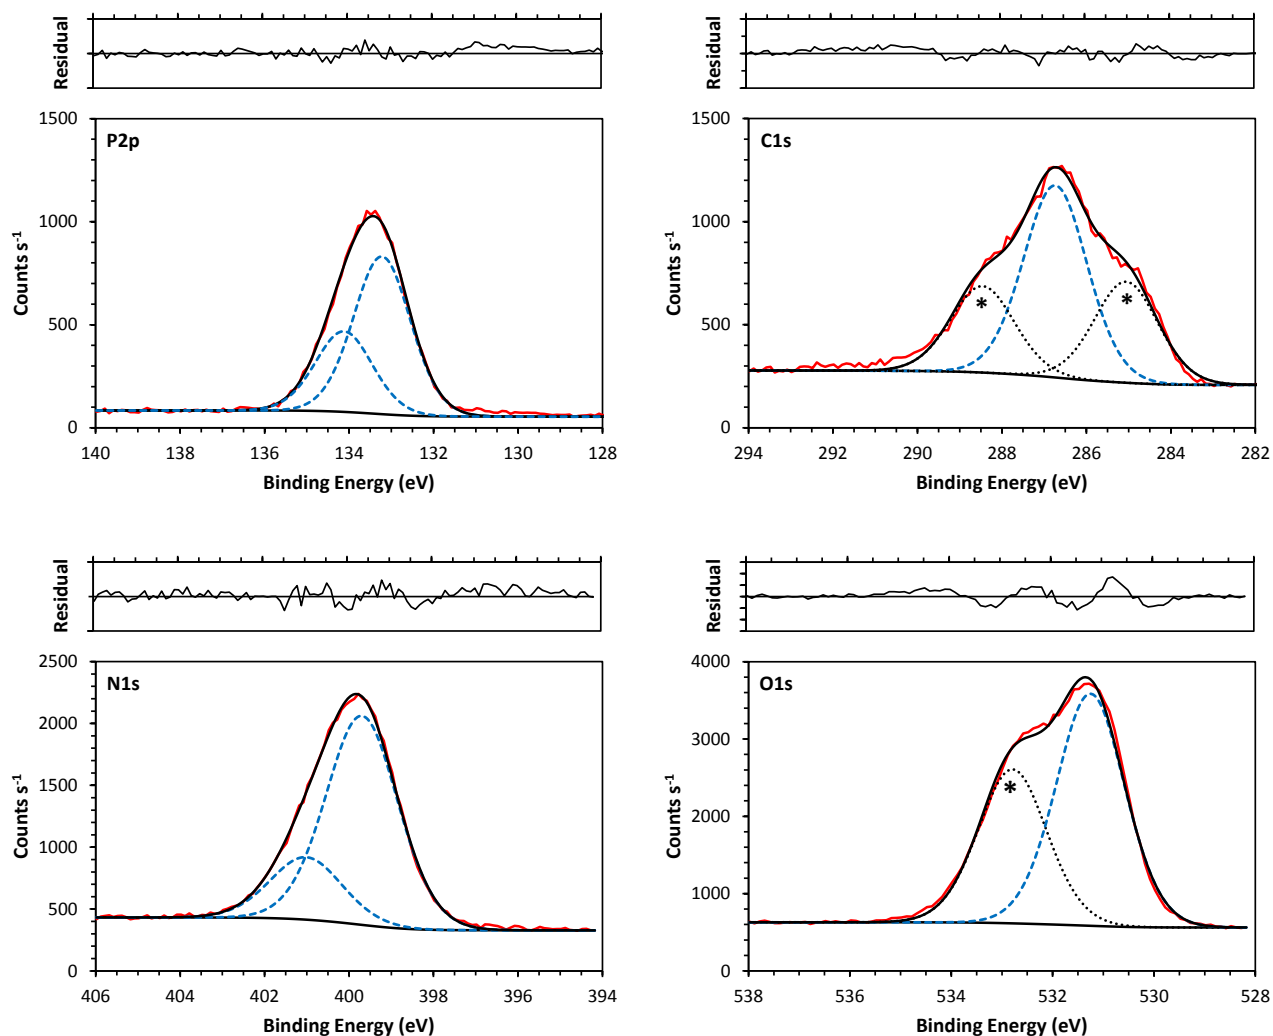 Residual
1500
P2p
1000
Counts s⁻¹
500
0
140 138 136 134 132 130 128
Binding Energy (eV)
Residual
1500
C1s
1000
Counts s⁻¹
* *
500
0
294 292 290 288 286 284 282
Binding Energy (eV)
Residual
2500
N1s
2000
1500
Counts s⁻¹
1000
500
0
406 404 402 400 398 396 394
Binding Energy (eV)
Residual
4000
O1s
3000
*
Counts s⁻¹
2000
1000
0
538 536 534 532 530 528
Binding Energy (eV)